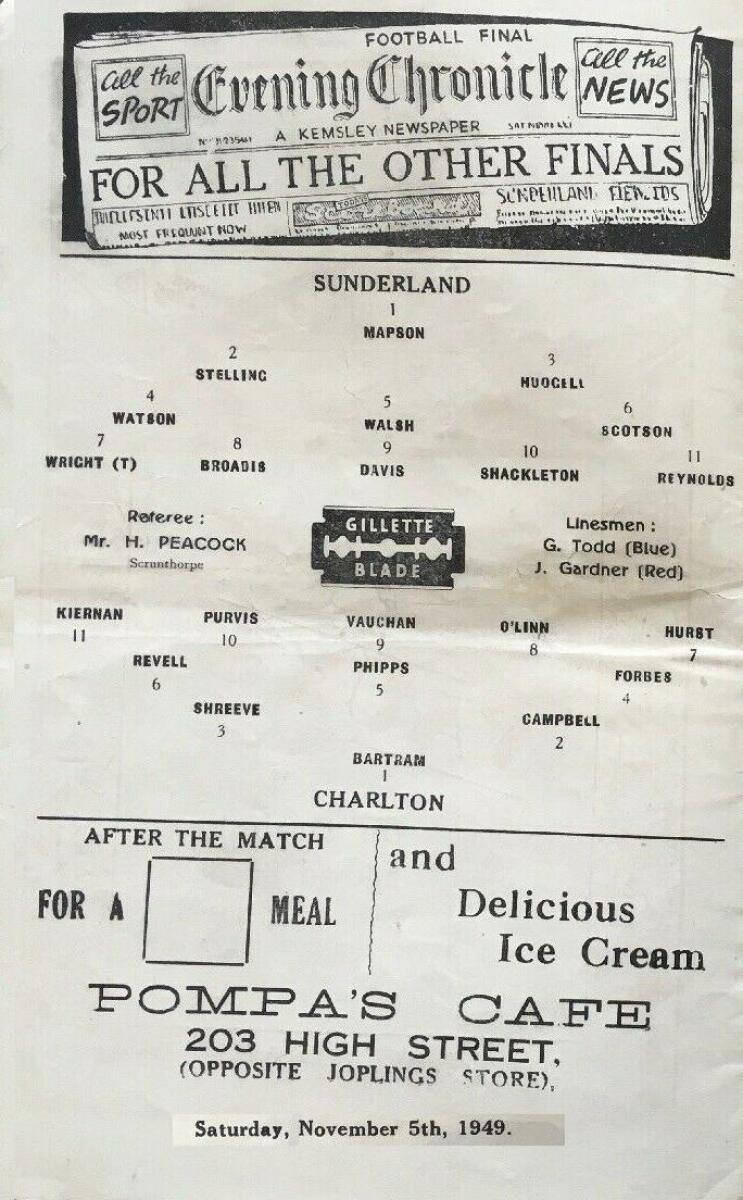 FOOTBALL FINAL
all the SPORT
Evening Chronicle
all the NEWS
A KEMSLEY NEWSPAPER
FOR ALL THE OTHER FINALS
MOST FREQUUNT NOW
SUNDERLAND
1
MAPSON
2 3
STELLING HUDGELL
4 5 6
WATSON WALSH SCOTSON
7 8 9 10 11
WRIGHT (T) BROADIS DAVIS SHACKLETON REYNOLDS
Referee :
Mr. H. PEACOCK
Scrunthorpe
GILLETTE
BLADE
Linesmen :
G. Todd (Blue)
J. Gardner (Red)
KIERNAN PURVIS VAUGHAN O'LINN HURST
11 10 9 8 7
REVELL PHIPPS FORBES
6 5 4
SHREEVE CAMPBELL
3 2
BARTRAM
1
CHARLTON
AFTER THE MATCH
FOR A MEAL
and
Delicious
Ice Cream
POMPA'S CAFE
203 HIGH STREET,
(OPPOSITE JOPLINGS STORE),
Saturday, November 5th, 1949.